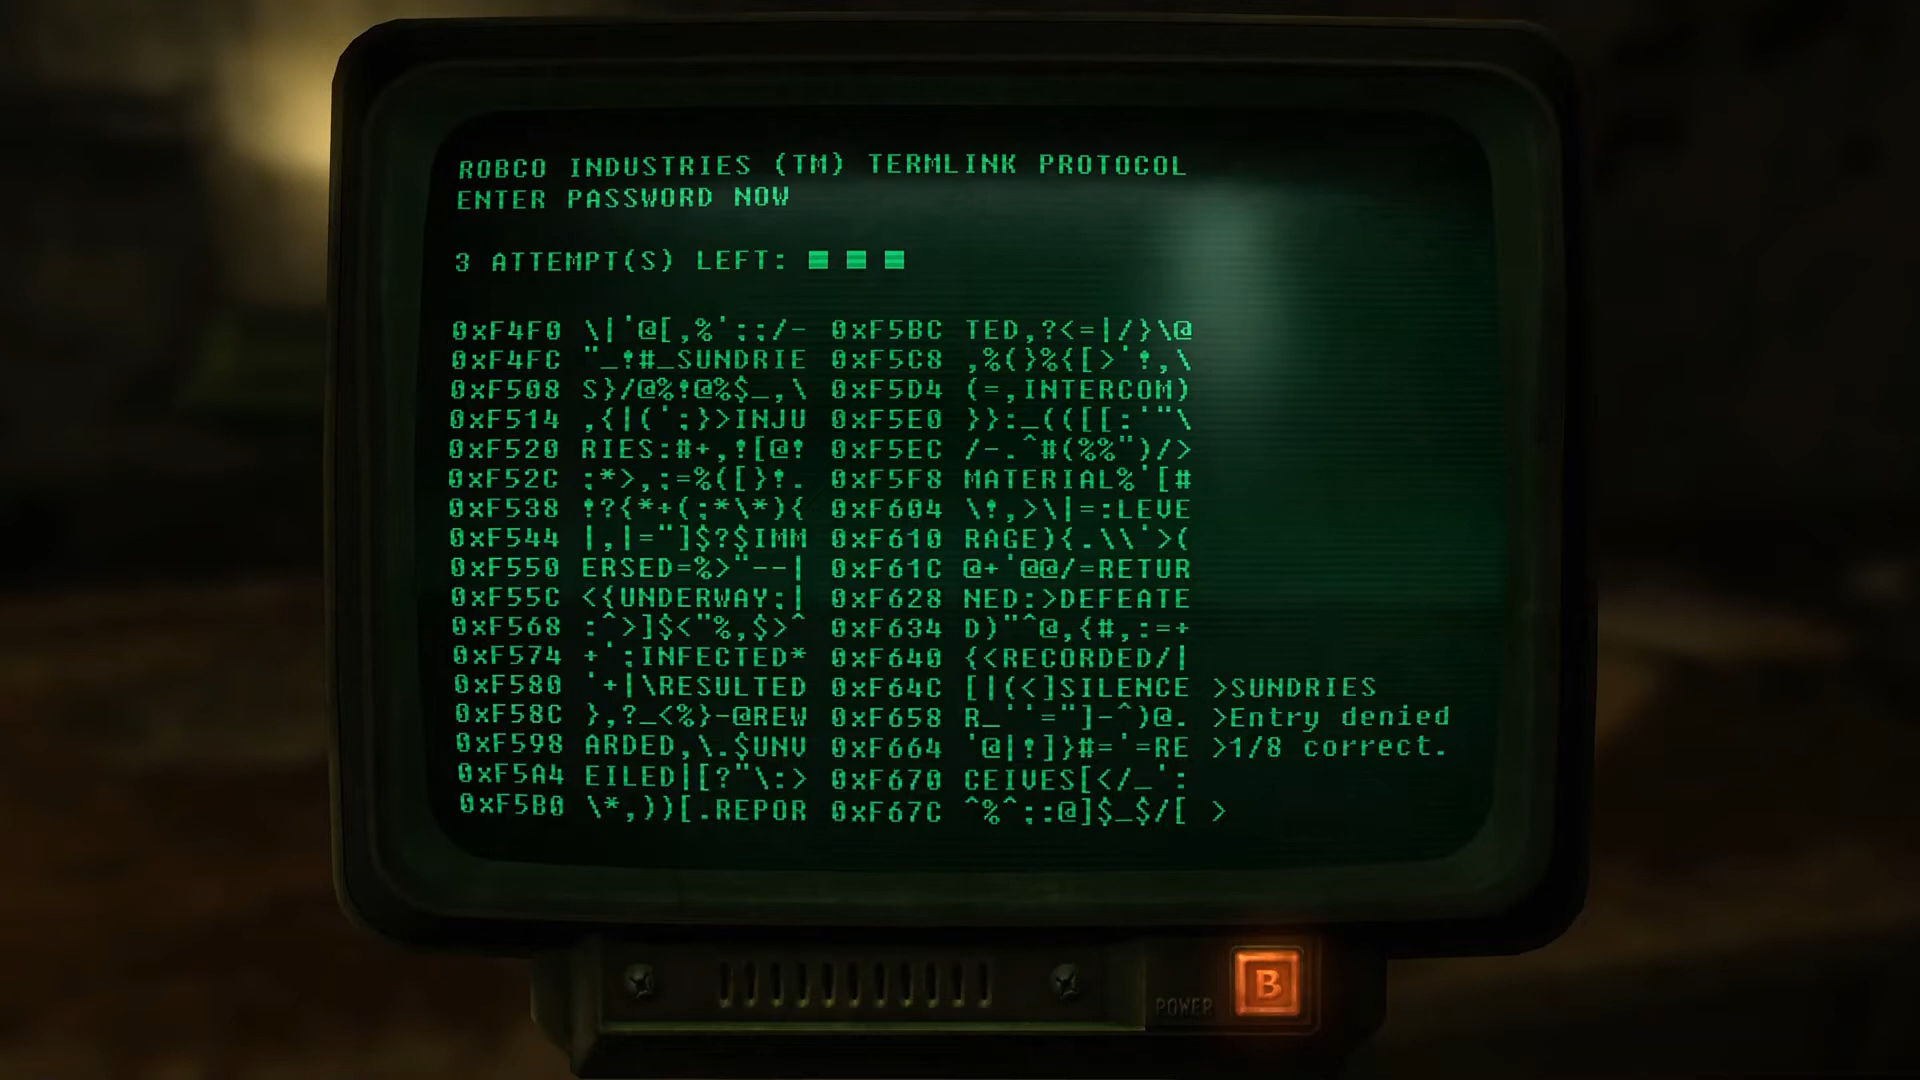 ROBCO INDUSTRIES (TM) TERMLINK PROTOCOL
ENTER PASSWORD NOW
3 ATTEMPT(S) LEFT: ■ ■ ■
0xF4F0 \|'@[,%';:/- 0xF5BC TED,?<=|/}\@
0xF4FC "_!#_SUNDRIE 0xF5C8 ,%(}%{[>'!,\
0xF508 S}/@%!@%$_,\ 0xF5D4 (=,INTERCOM)
0xF514 ,{|(':}>INJU 0xF5E0 }}:_(([[:'"\
0xF520 RIES:#+,![@! 0xF5EC /-.^#(%%")/>
0xF52C ;*>,;=%([}!. 0xF5F8 MATERIAL%'[#
0xF538 !?{*+(;*\*){ 0xF604 \!,>\|=:LEVE
0xF544 |,|="]$?$IMM 0xF610 RAGE){.\\'>(
0xF550 ERSED=%>"--| 0xF61C @+'@@/=RETUR
0xF55C <{UNDERWAY;| 0xF628 NED:>DEFEATE
0xF568 :^>]$<"%,$>^ 0xF634 D)"^@,{#,:=+
0xF574 +';INFECTED* 0xF640 {<RECORDED/|
0xF580 '+|\RESULTED 0xF64C [|(<]SILENCE >SUNDRIES
0xF58C },?_<%}-@REW 0xF658 R_''="]-^)@. >Entry denied
0xF598 ARDED,\.$UNV 0xF664 '@|!]}#='=RE >1/8 correct.
0xF5A4 EILED|[?"\:> 0xF670 CEIVES[</_':
0xF5B0 \*,))[.REPOR 0xF67C ^%^;:@]$_$/[ >
POWER
B